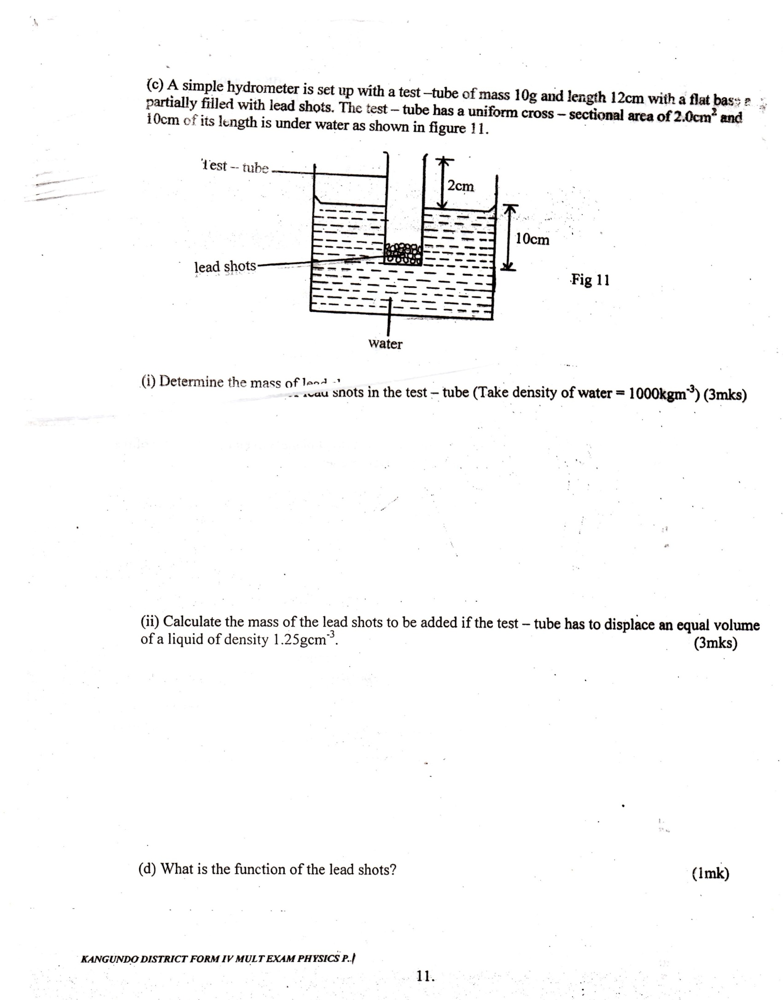 (c) A simple hydrometer is set up with a test –tube of mass 10g and length 12cm with a flat base
partially filled with lead shots. The test – tube has a uniform cross – sectional area of 2.0cm² and
10cm of its length is under water as shown in figure 11.
Test – tube
2cm
10cm
lead shots
Fig 11
water
(i) Determine the mass of lead
shots in the test – tube (Take density of water = 1000kgm⁻³) (3mks)
(ii) Calculate the mass of the lead shots to be added if the test – tube has to displace an equal volume
of a liquid of density 1.25gcm⁻³. (3mks)
(d) What is the function of the lead shots? (1mk)
KANGUNDO DISTRICT FORM IV MULT EXAM PHYSICS P.
11.